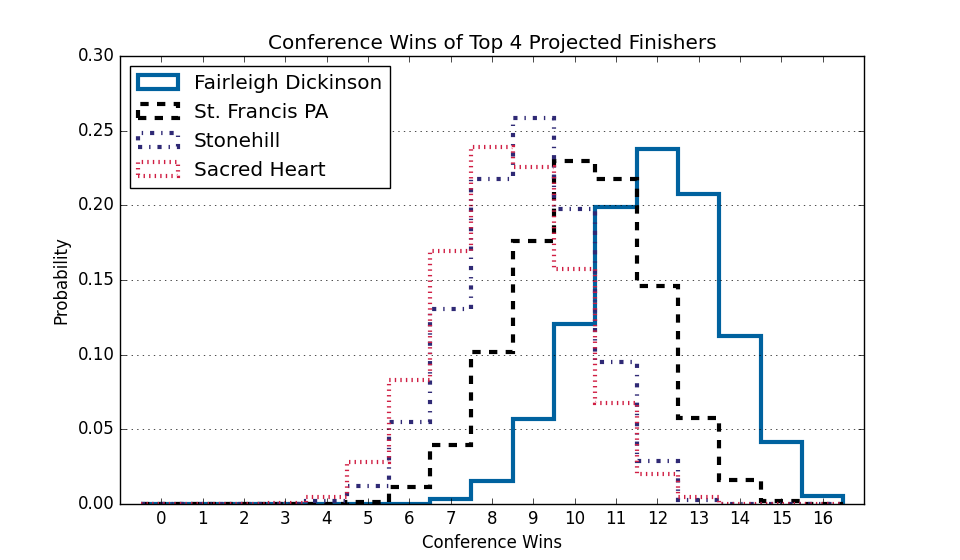 Conference Wins of Top 4 Projected Finishers
0.30
0.25
0.20
0.15
0.10
0.05
0.00
Probability
Fairleigh Dickinson
St. Francis PA
Stonehill
Sacred Heart
0 1 2 3 4 5 6 7 8 9 10 11 12 13 14 15 16
Conference Wins